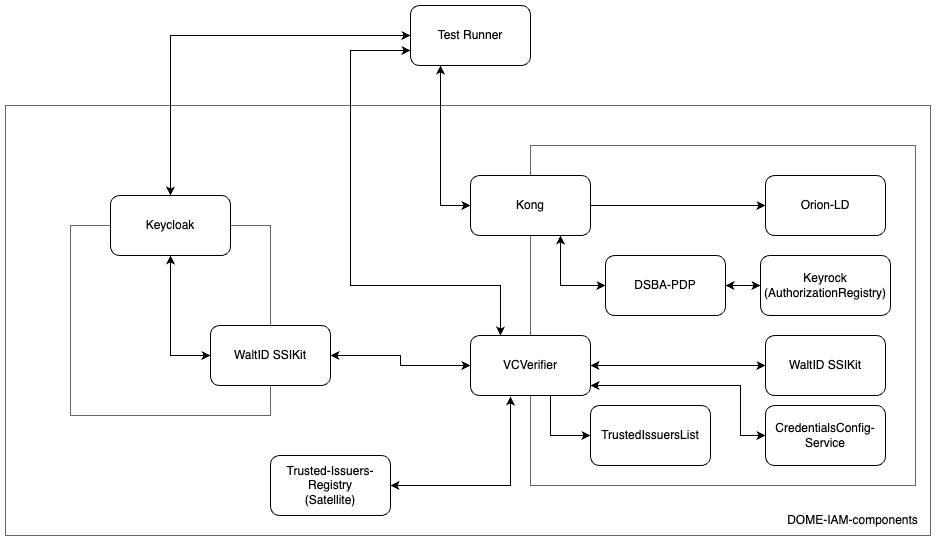 Test Runner
Keycloak
Kong
Orion-LD
DSBA-PDP
Keyrock
(AuthorizationRegistry)
WaltID SSIKit
VCVerifier
WaltID SSIKit
TrustedIssuersList
CredentialsConfig-
Service
Trusted-Issuers-
Registry
(Satellite)
DOME-IAM-components